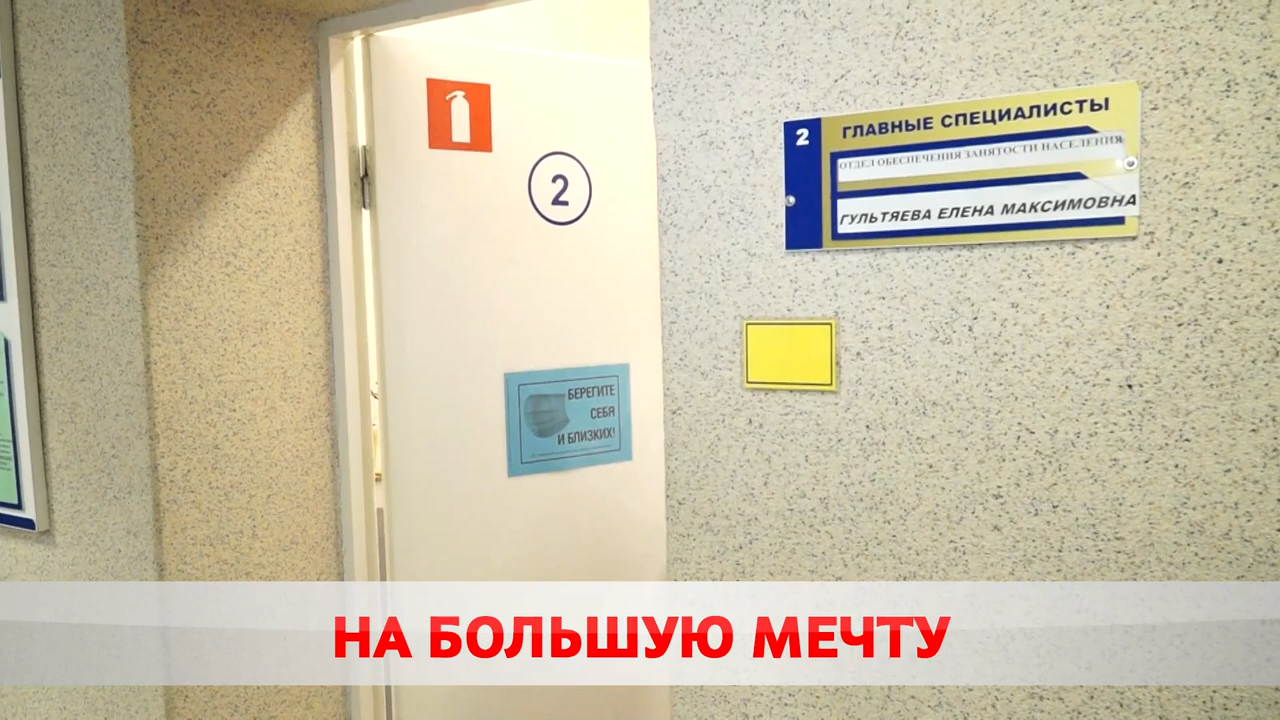 2
ГЛАВНЫЕ СПЕЦИАЛИСТЫ
ОТДЕЛ ОБЕСПЕЧЕНИЯ ЗАНЯТОСТИ НАСЕЛЕНИЯ
ГУЛЬТЯЕВА ЕЛЕНА МАКСИМОВНА
2
БЕРЕГИТЕ
СЕБЯ
И БЛИЗКИХ!
НА БОЛЬШУЮ МЕЧТУ